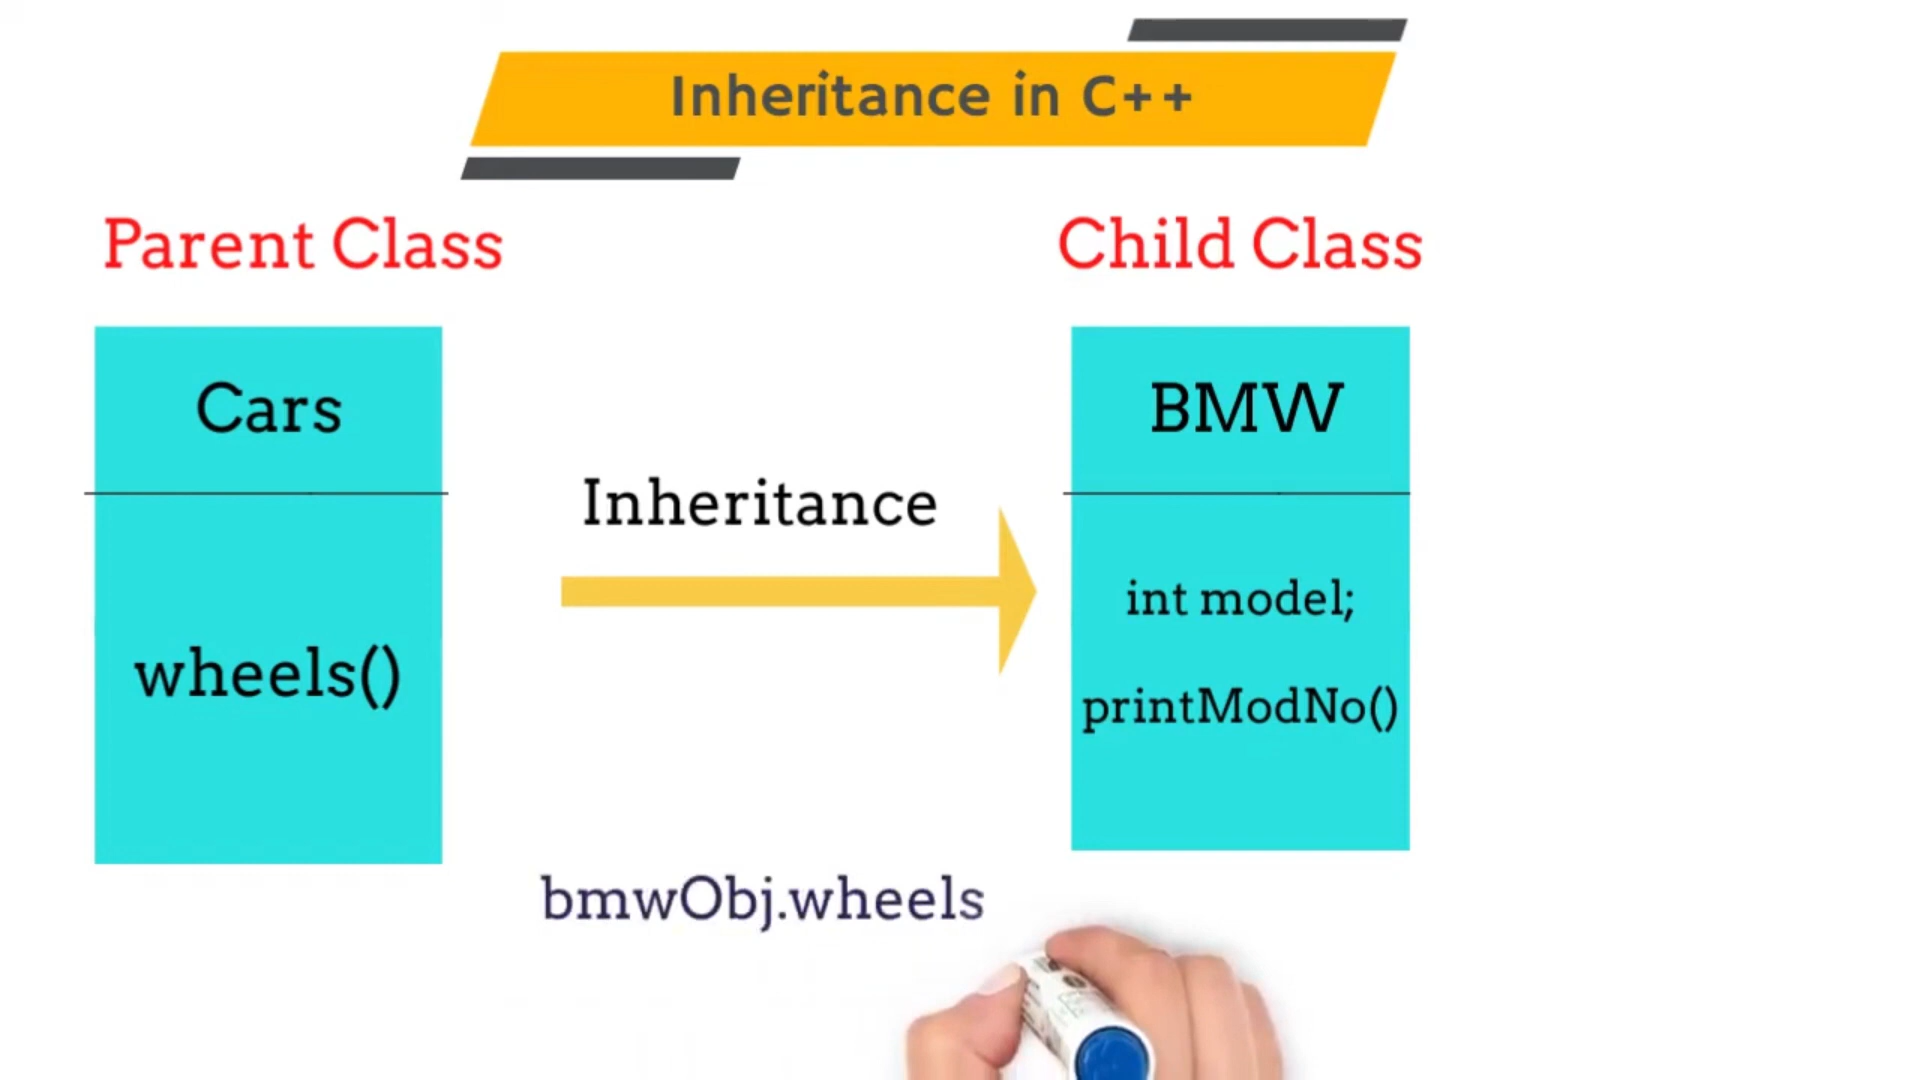 Inheritance in C++
Parent Class
Child Class
Cars
BMW
Inheritance
int model;
wheels()
printModNo()
bmwObj.wheels